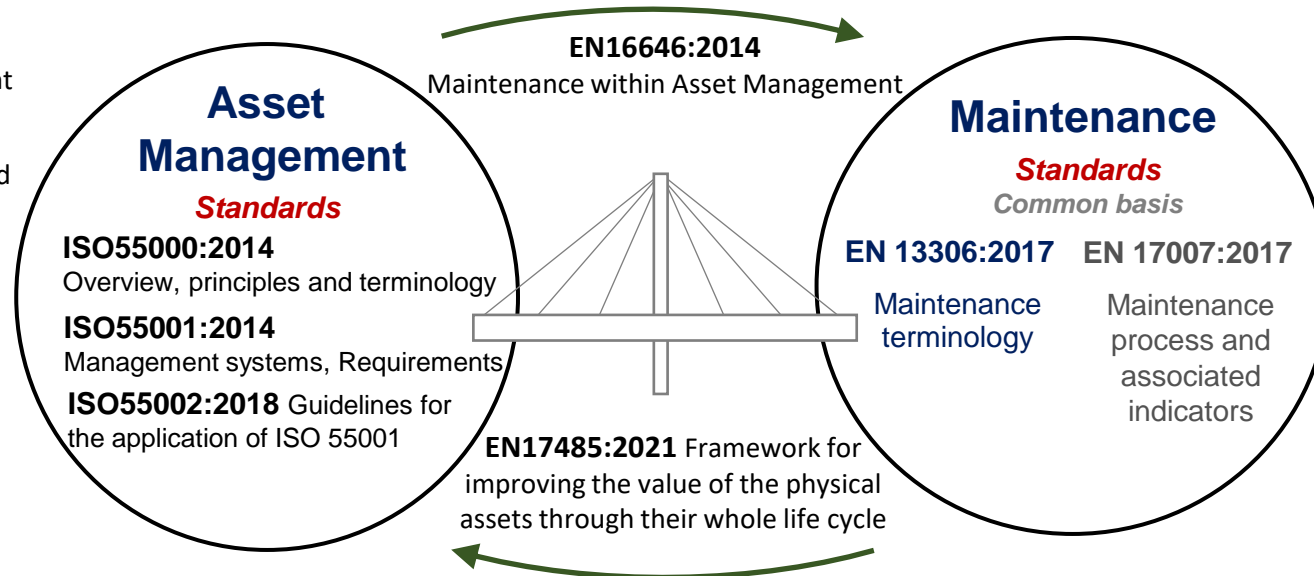 nt
d
EN16646:2014
Maintenance within Asset Management
Asset
Management
Standards
ISO55000:2014
Overview, principles and terminology
ISO55001:2014
Management systems, Requirements
ISO55002:2018 Guidelines for
the application of ISO 55001
Maintenance
Standards
Common basis
EN 13306:2017
Maintenance
terminology
EN 17007:2017
Maintenance
process and
associated
indicators
EN17485:2021 Framework for
improving the value of the physical
assets through their whole life cycle